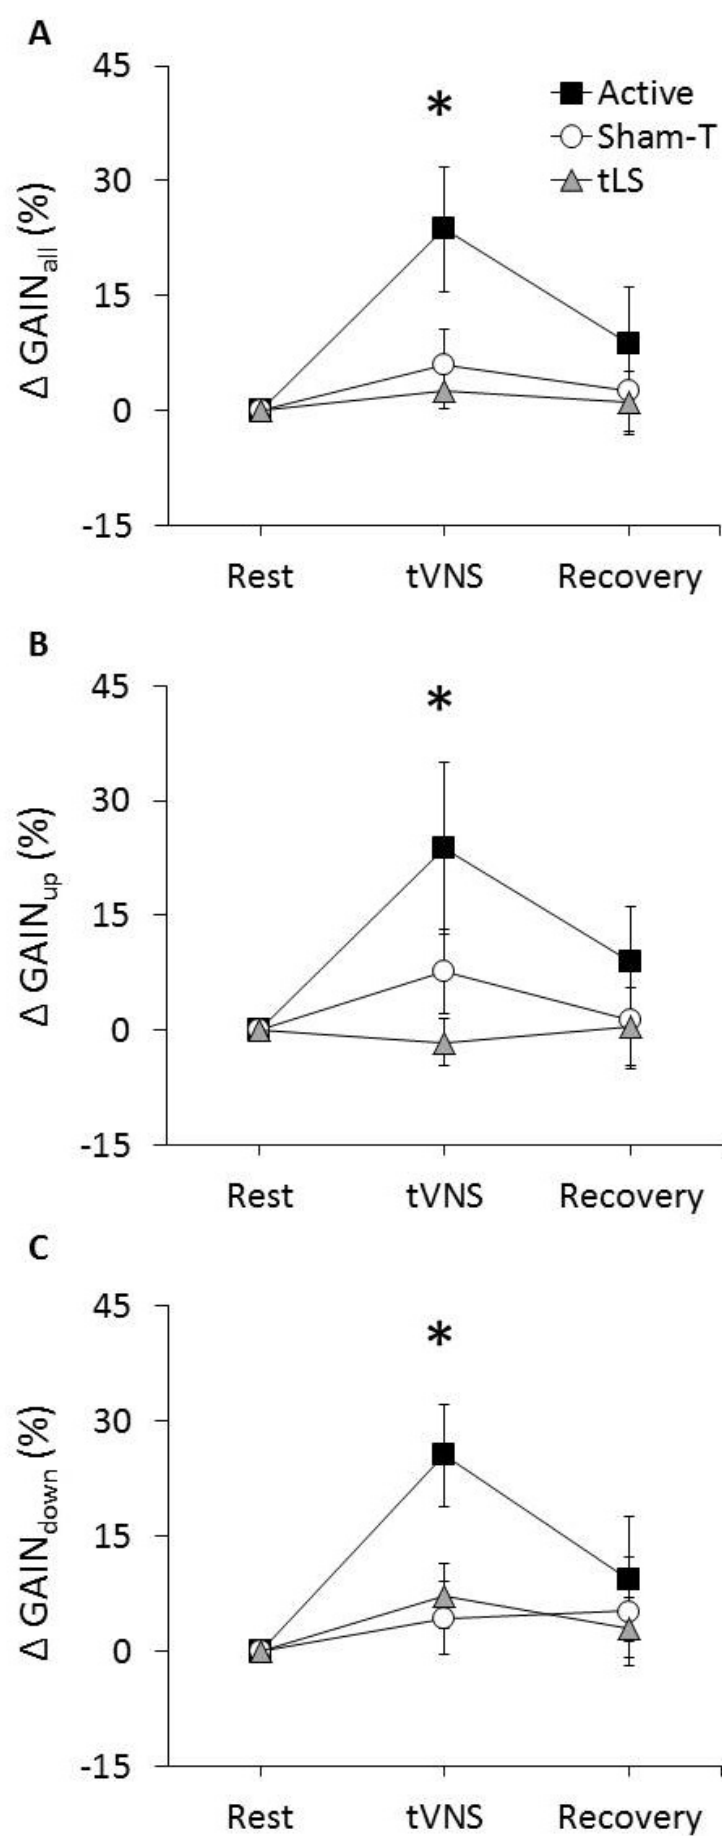 A
45
30
15
0
-15
Δ GAINall (%)
*
Active
Sham-T
tLS
Rest tVNS Recovery
B
45
30
15
0
-15
Δ GAINup (%)
*
Rest tVNS Recovery
C
45
30
15
0
-15
Δ GAINdown (%)
*
Rest tVNS Recovery